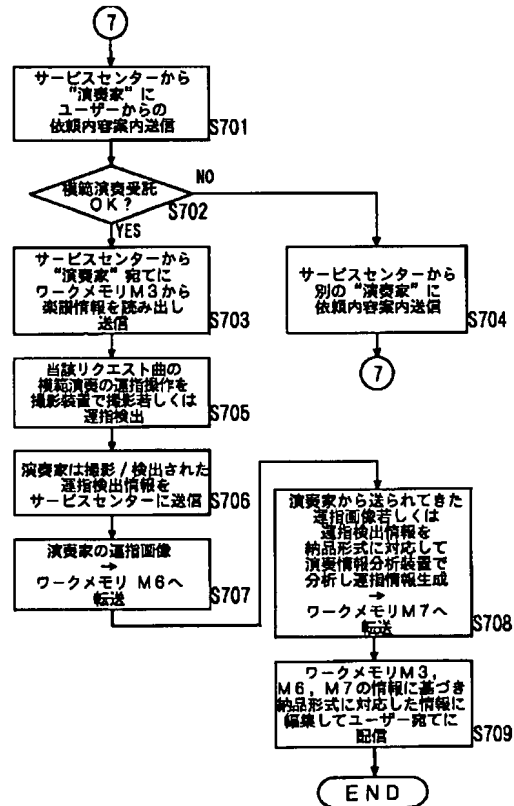 7
サービスセンターから
“演奏家”に
ユーザーからの
依頼内容案内送信
S701
模範演奏受託
OK?
S702
NO
YES
サービスセンターから
“演奏家”宛てに
ワークメモリM3から
楽譜情報を読み出し
送信
S703
サービスセンターから
別の“演奏家”に
依頼内容案内送信
S704
7
当該リクエスト曲の
模範演奏の運指操作を
撮影装置で撮影若しくは
運指検出
S705
演奏家は撮影/検出された
運指検出情報を
サービスセンターに送信
S706
演奏家の運指画像
→
ワークメモリ M6へ
転送
S707
演奏家から送られてきた
運指画像若しくは
運指検出情報を
納品形式に対応して
演奏情報分析装置で
分析し運指情報生成
→
ワークメモリM7へ
転送
S708
ワークメモリM3,
M6,M7の情報に基づき
納品形式に対応した情報に
編集してユーザー宛てに
配信
S709
END